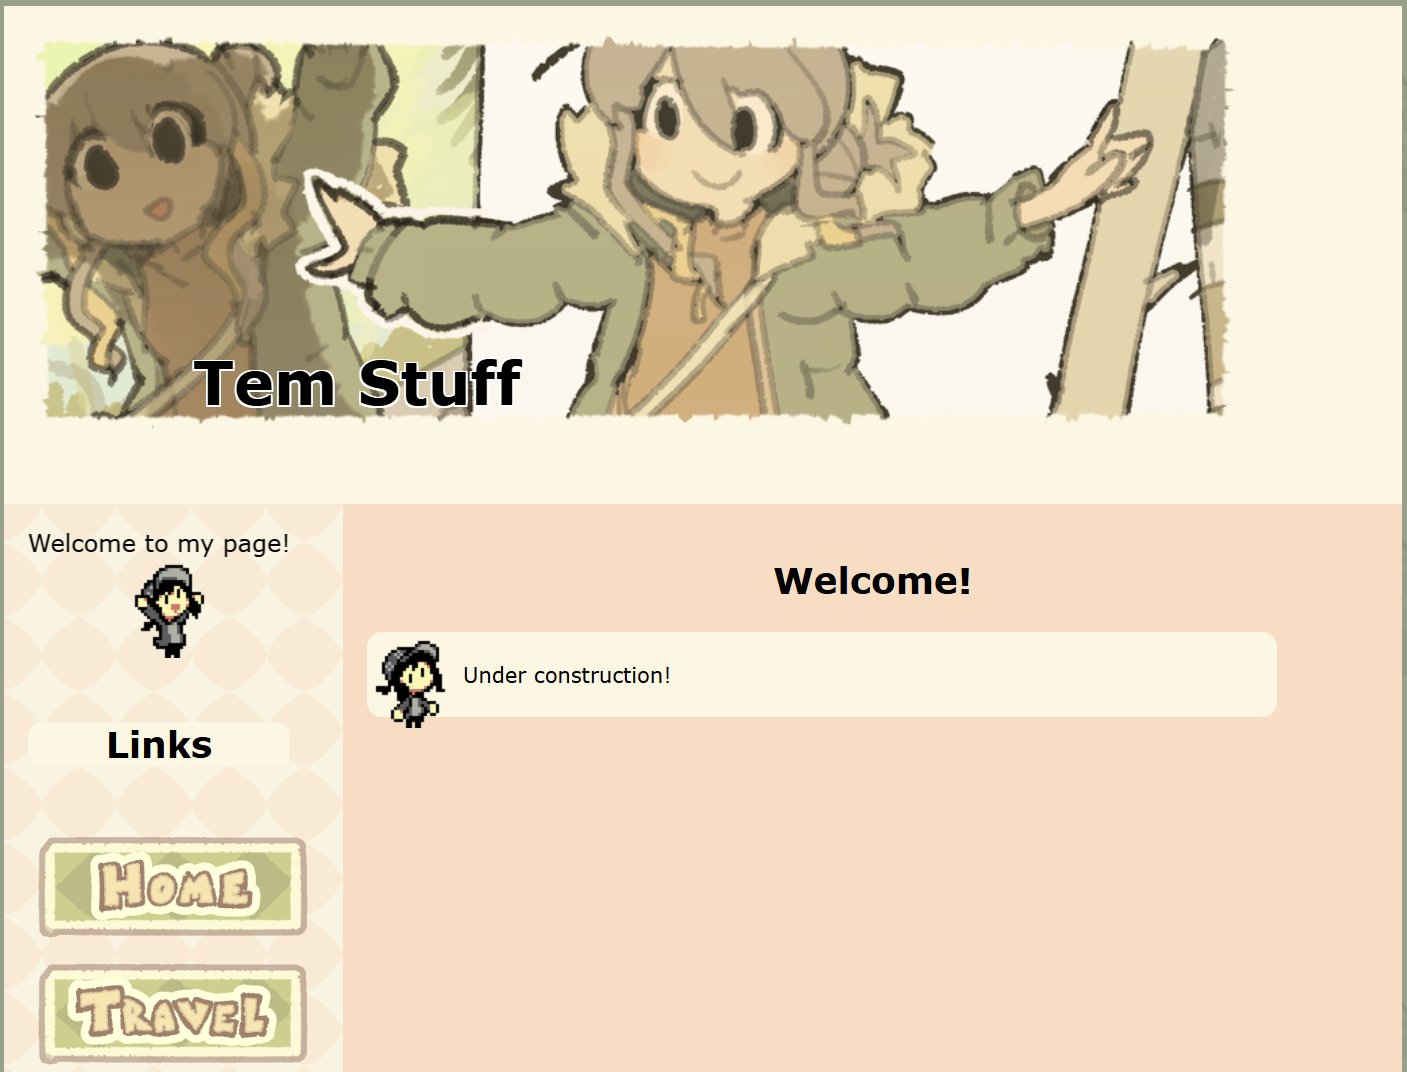 Tem Stuff
Welcome to my page!
Links
HOME
TRAVEL
Welcome!
Under construction!